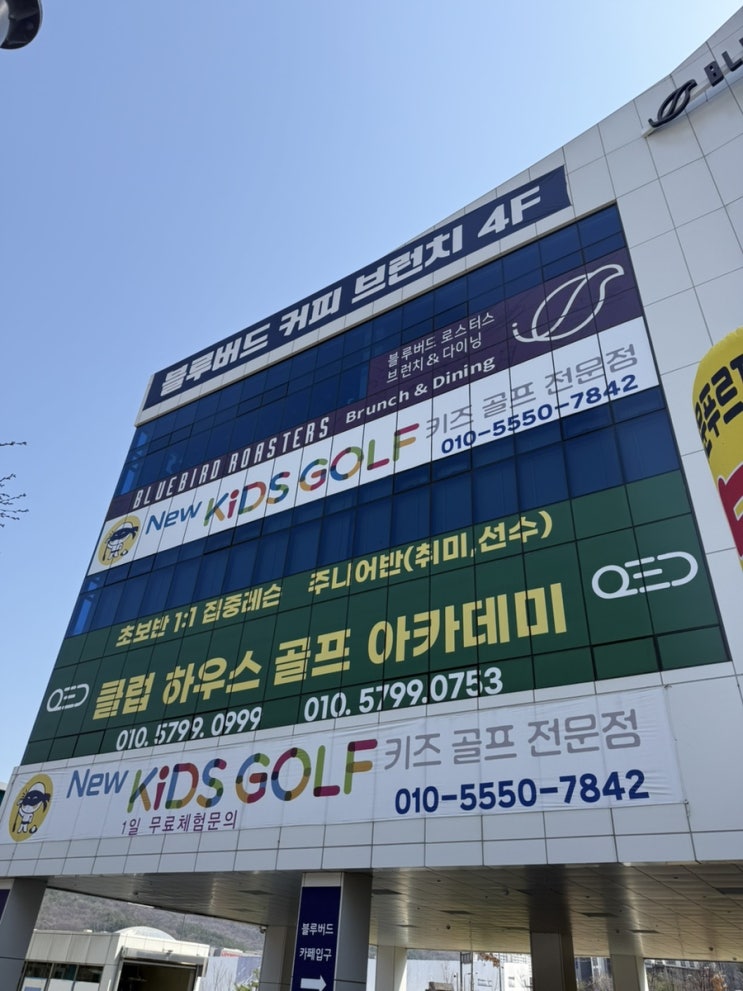 블루버드 커피 브런치 4F
블루버드 로스터스
브런치&다이닝
BLUEBIRD ROASTERS Brunch & Dining
New KiDS GOLF 키즈 골프 전문점
010-5550-7842
초보반 1:1 집중레슨 주니어반(취미,선수)
QED
클럽 하우스 골프 아카데미
QED
010. 5799. 0999 010. 5799.0753
New KiDS GOLF 키즈 골프 전문점
1일 무료체험문의
010-5550-7842
블루버드
카페입구